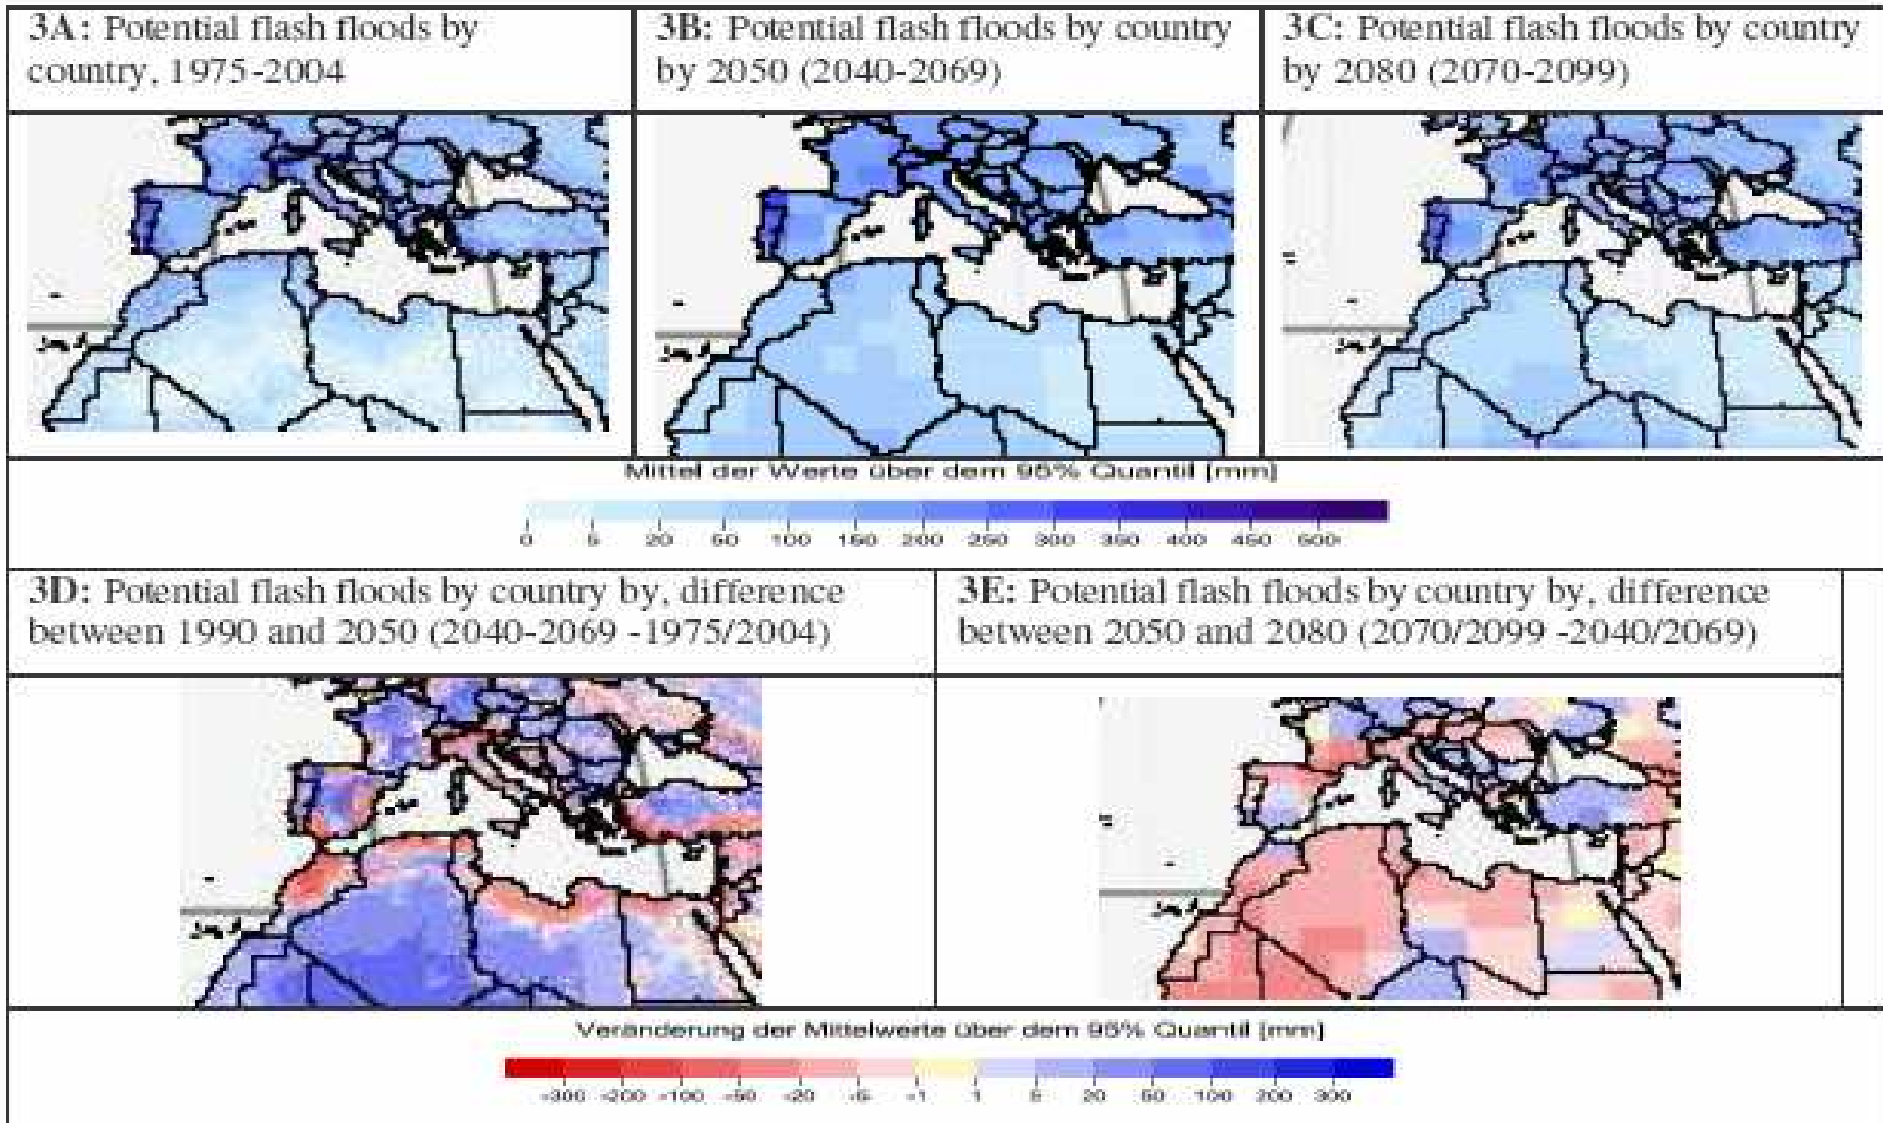 3A: Potential flash floods by
country, 1975-2004
3B: Potential flash floods by country
by 2050 (2040-2069)
3C: Potential flash floods by country
by 2080 (2070-2099)
Mittel der Werte über dem 95% Quantil [mm]
0 5 20 50 100 150 200 250 300 350 400 450 500
3D: Potential flash floods by country by, difference
between 1990 and 2050 (2040-2069 -1975/2004)
3E: Potential flash floods by country by, difference
between 2050 and 2080 (2070/2099 -2040/2069)
Veränderung der Mittelwerte über dem 95% Quantil [mm]
-300 -200 -100 -50 -20 -5 -1 1 5 20 50 100 200 300